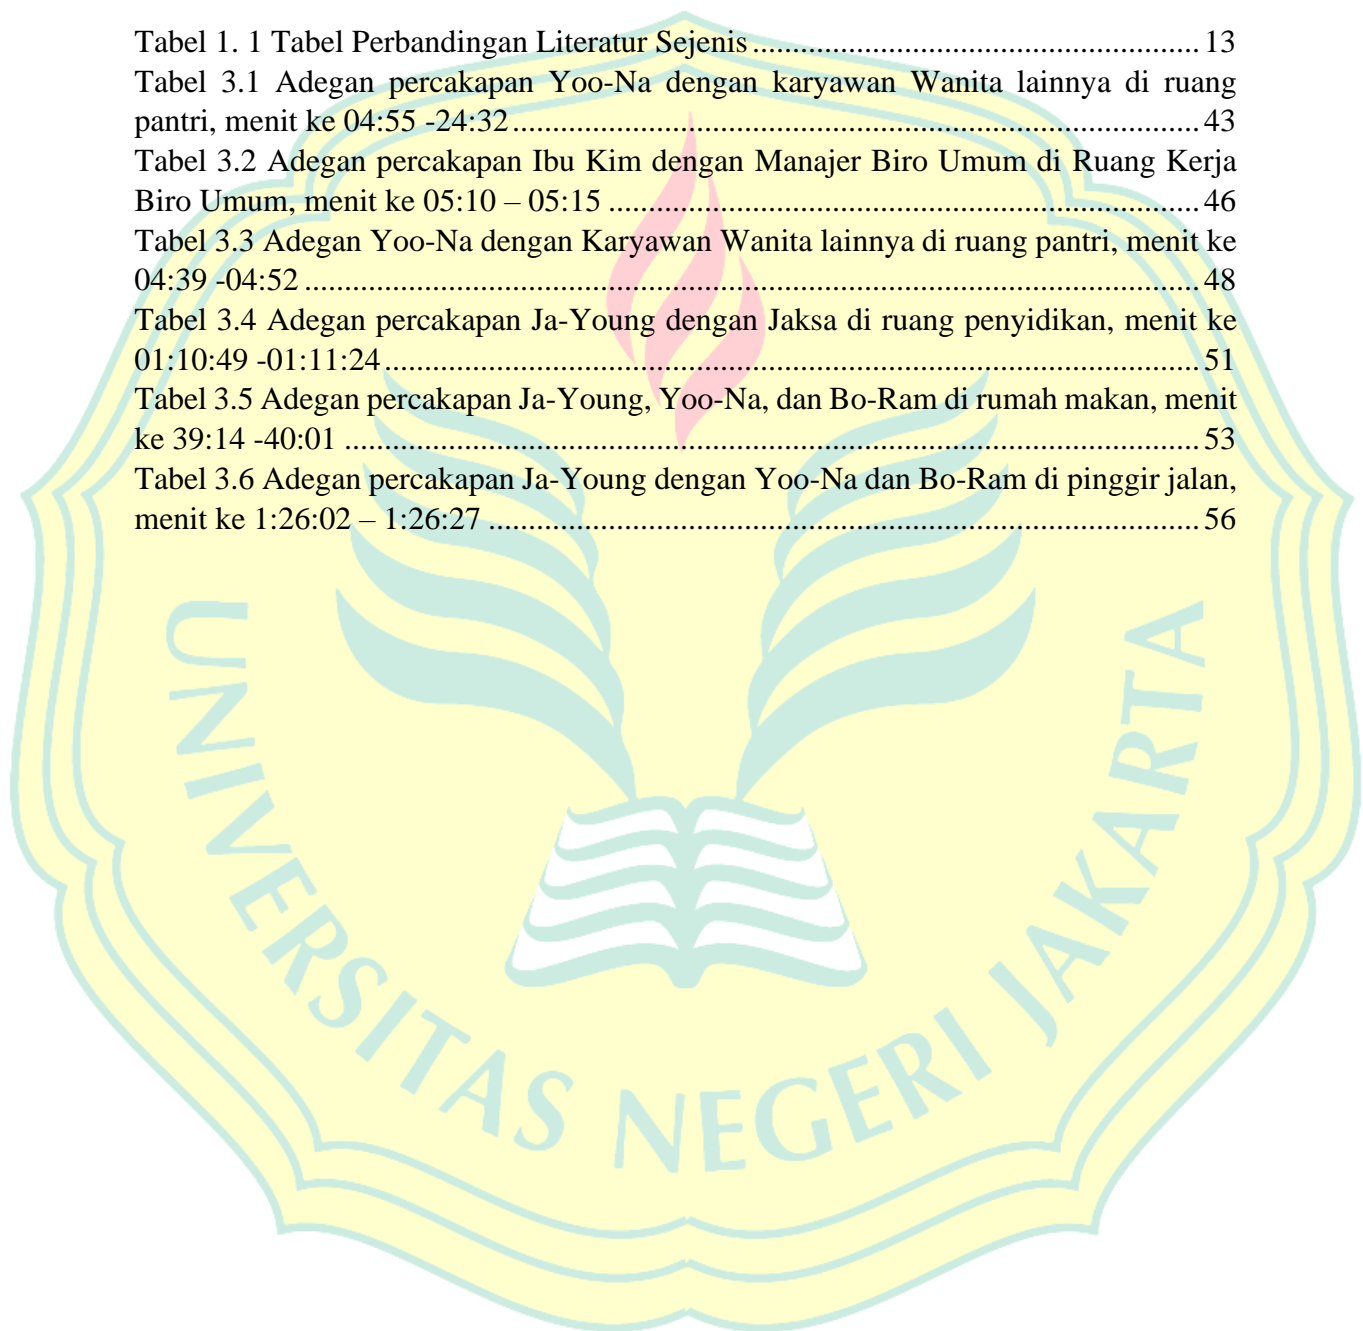 Tabel 1. 1 Tabel Perbandingan Literatur Sejenis ........................................................ 13
Tabel 3.1 Adegan percakapan Yoo-Na dengan karyawan Wanita lainnya di ruang
pantri, menit ke 04:55 -24:32 ...................................................................................... 43
Tabel 3.2 Adegan percakapan Ibu Kim dengan Manajer Biro Umum di Ruang Kerja
Biro Umum, menit ke 05:10 – 05:15 .......................................................................... 46
Tabel 3.3 Adegan Yoo-Na dengan Karyawan Wanita lainnya di ruang pantri, menit ke
04:39 -04:52 ................................................................................................................ 48
Tabel 3.4 Adegan percakapan Ja-Young dengan Jaksa di ruang penyidikan, menit ke
01:10:49 -01:11:24 ...................................................................................................... 51
Tabel 3.5 Adegan percakapan Ja-Young, Yoo-Na, dan Bo-Ram di rumah makan, menit
ke 39:14 -40:01 ........................................................................................................... 53
Tabel 3.6 Adegan percakapan Ja-Young dengan Yoo-Na dan Bo-Ram di pinggir jalan,
menit ke 1:26:02 – 1:26:27 ......................................................................................... 56
UNIVERSITAS NEGERI JAKARTA